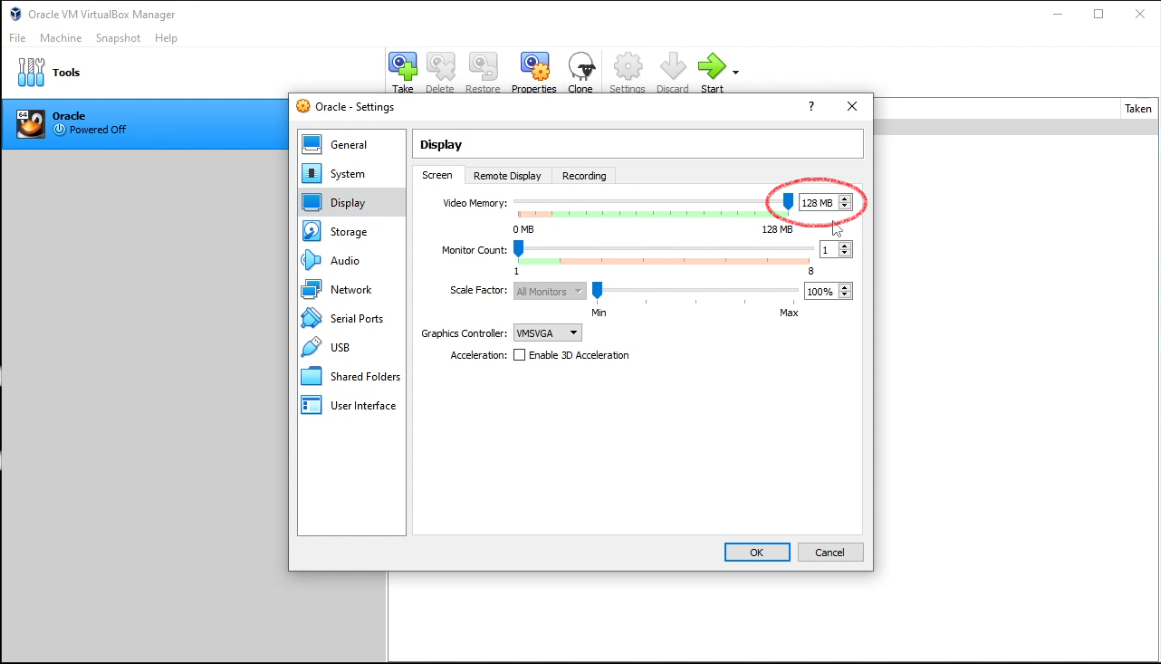 Oracle VM VirtualBox Manager
File Machine Snapshot Help
Tools
Take Delete Restore Properties Clone Settings Discard Start
64
Oracle
Powered Off
Taken
Oracle - Settings ?
General
System
Display
Storage
Audio
Network
Serial Ports
USB
Shared Folders
User Interface
Display
Screen Remote Display Recording
Video Memory: 128 MB
0 MB 128 MB
Monitor Count: 1
1 8
Scale Factor: All Monitors 100%
Min Max
Graphics Controller: VMSVGA
Acceleration: Enable 3D Acceleration
OK Cancel